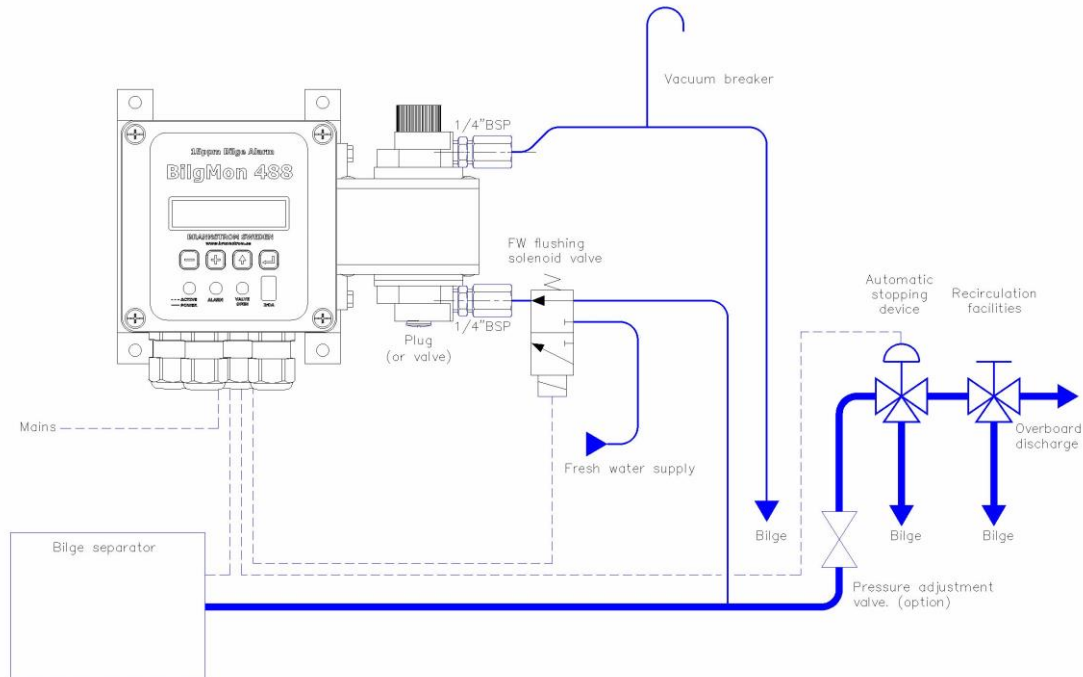 Vacuum breaker
1/4"BSP
15ppm Bilge Alarm
BilgMon 488
BRANNSTROM SWEDEN
www.brannstrom.se
ACTIVE
POWER
ALARM
VALVE
OPEN
FW flushing
solenoid valve
1/4"BSP
Plug
(or valve)
Automatic
stopping
device
Recirculation
facilities
Mains
Overboard
discharge
Fresh water supply
Bilge
Bilge
Bilge
Bilge separator
Pressure adjustment
valve. (option)